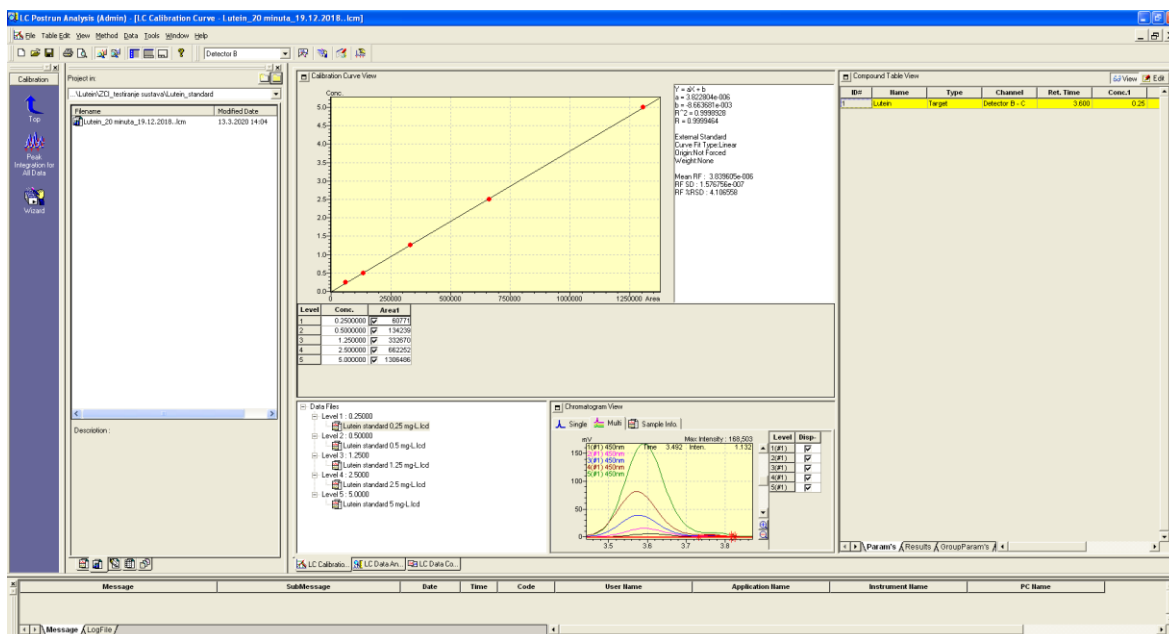 LC Postrun Analysis (Admin) - [LC Calibration Curve - Lutein_20 minuta_19.12.2018..lcm]
File Table Edit View Method Data Tools Window Help
Detector B
Calibration
Top
Peak
Integration for
All Data
Wizard
Project in:
...\Lutein\ZCI_testiranje sustava\Lutein_standard
Filename Modified Date
Lutein_20 minuta_19.12.2018..lcm 13.3.2020 14:04
Description :
Calibration Curve View
Conc.
5.0
4.5
4.0
3.5
3.0
2.5
2.0
1.5
1.0
0.5
0.0
0 250000 500000 750000 1000000 1250000 Area
Y = aX + b
a = 3.822804e-006
b = -8.663681e-003
R^2 = 0.9998928
R = 0.9999464
External Standard
Curve Fit Type:Linear
Origin:Not Forced
Weight:None
Mean RF : 3.839605e-006
RF SD : 1.576756e-007
RF %RSD : 4.106558
Level Conc. Area1
1 0.2500000 60771
2 0.5000000 134239
3 1.250000 332670
4 2.500000 662252
5 5.000000 1306486
Data Files
Level 1 : 0.25000
Lutein standard 0,25 mg-L.lcd
Level 2 : 0.50000
Lutein standard 0.5 mg-L.lcd
Level 3 : 1.2500
Lutein standard 1.25 mg-L.lcd
Level 4 : 2.5000
Lutein standard 2.5 mg-L.lcd
Level 5 : 5.0000
Lutein standard 5 mg-L.lcd
Chromatogram View
Single Multi Sample Info.
mV Max Intensity : 168,503
1(#1) 450nm Time 3.492 Inten. 1.132
2(#1) 450nm
3(#1) 450nm
4(#1) 450nm
5(#1) 450nm
150
100
50
0
3.5 3.6 3.7 3.8
Level Disp-
1(#1)
2(#1)
3(#1)
4(#1)
5(#1)
Compound Table View
View Edit
ID# Name Type Channel Ret. Time Conc.1
1 Lutein Target Detector B - C 3.600 0.25
Param's Results GroupParam's
LC Calibratio... LC Data An... LC Data Co...
Message SubMessage Date Time Code User Name Application Name Instrument Name PC Name
Message LogFile